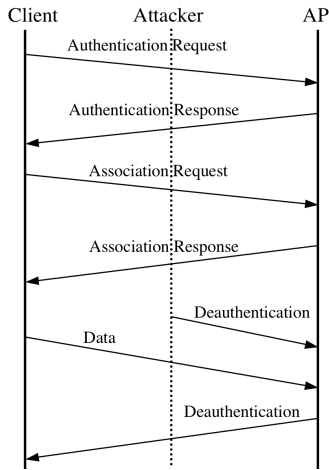 Client Attacker AP
Authentication Request
Authentication Response
Association Request
Association Response
Deauthentication
Data
Deauthentication